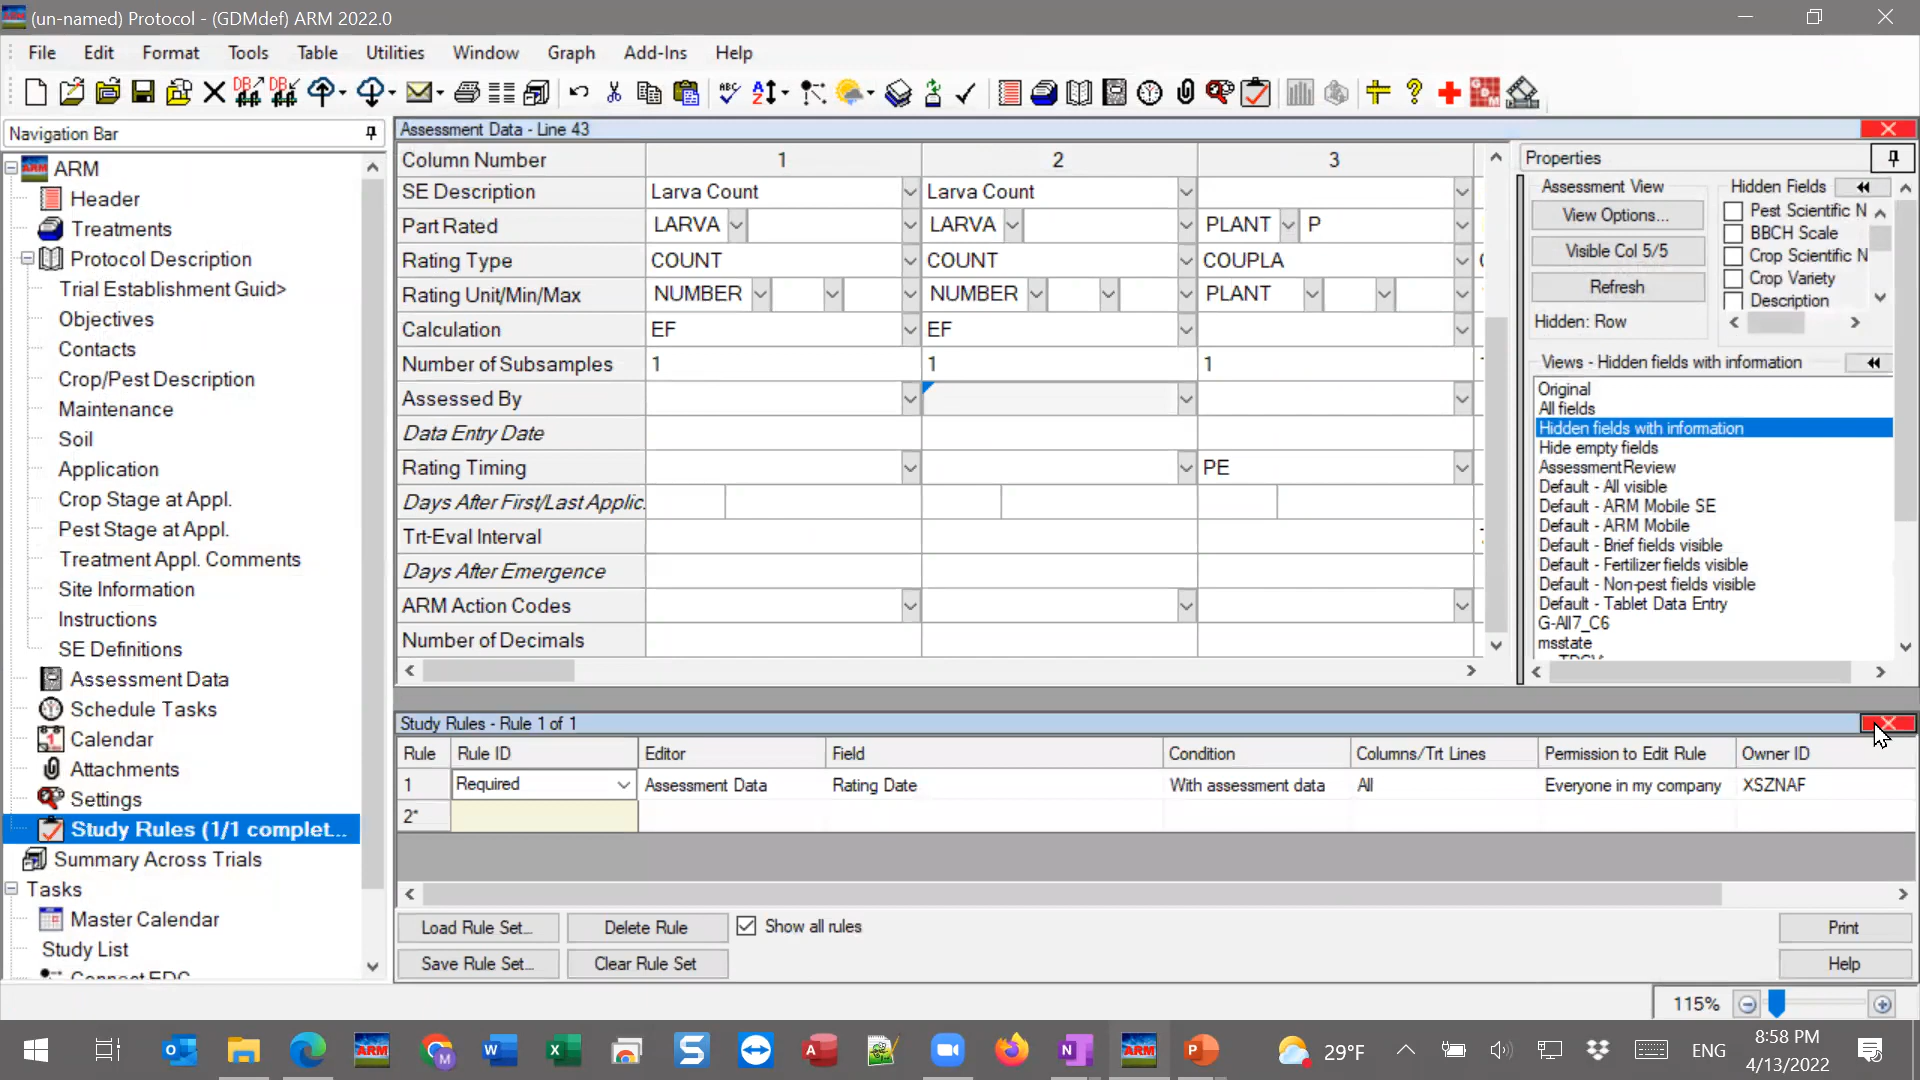 (un-named) Protocol - (GDMdef) ARM 2022.0
File Edit Format Tools Table Utilities Window Graph Add-Ins Help
Navigation Bar
ARM
Header
Treatments
Protocol Description
Trial Establishment Guid>
Objectives
Contacts
Crop/Pest Description
Maintenance
Soil
Application
Crop Stage at Appl.
Pest Stage at Appl.
Treatment Appl. Comments
Site Information
Instructions
SE Definitions
Assessment Data
Schedule Tasks
Calendar
Attachments
Settings
Study Rules (1/1 complet...
Summary Across Trials
Tasks
Master Calendar
Study List
Connect EDC
Assessment Data - Line 43
Column Number 1 2 3
SE Description Larva Count Larva Count
Part Rated LARVA LARVA PLANT P
Rating Type COUNT COUNT COUPLA
Rating Unit/Min/Max NUMBER NUMBER PLANT
Calculation EF EF
Number of Subsamples 1 1 1
Assessed By
Data Entry Date
Rating Timing PE
Days After First/Last Applic.
Trt-Eval Interval
Days After Emergence
ARM Action Codes
Number of Decimals
Properties
Assessment View
View Options...
Visible Col 5/5
Refresh
Hidden: Row
Hidden Fields
Pest Scientific N
BBCH Scale
Crop Scientific N
Crop Variety
Description
Views - Hidden fields with information
Original
All fields
Hidden fields with information
Hide empty fields
AssessmentReview
Default - All visible
Default - ARM Mobile SE
Default - ARM Mobile
Default - Brief fields visible
Default - Fertilizer fields visible
Default - Non-pest fields visible
Default - Tablet Data Entry
G-All7_C6
msstate
Study Rules - Rule 1 of 1
Rule Rule ID Editor Field Condition Columns/Trt Lines Permission to Edit Rule Owner ID
1 Required Assessment Data Rating Date With assessment data All Everyone in my company XSZNAF
2*
Load Rule Set... Delete Rule Show all rules Print
Save Rule Set... Clear Rule Set Help
115%
29°F ENG 8:58 PM
4/13/2022